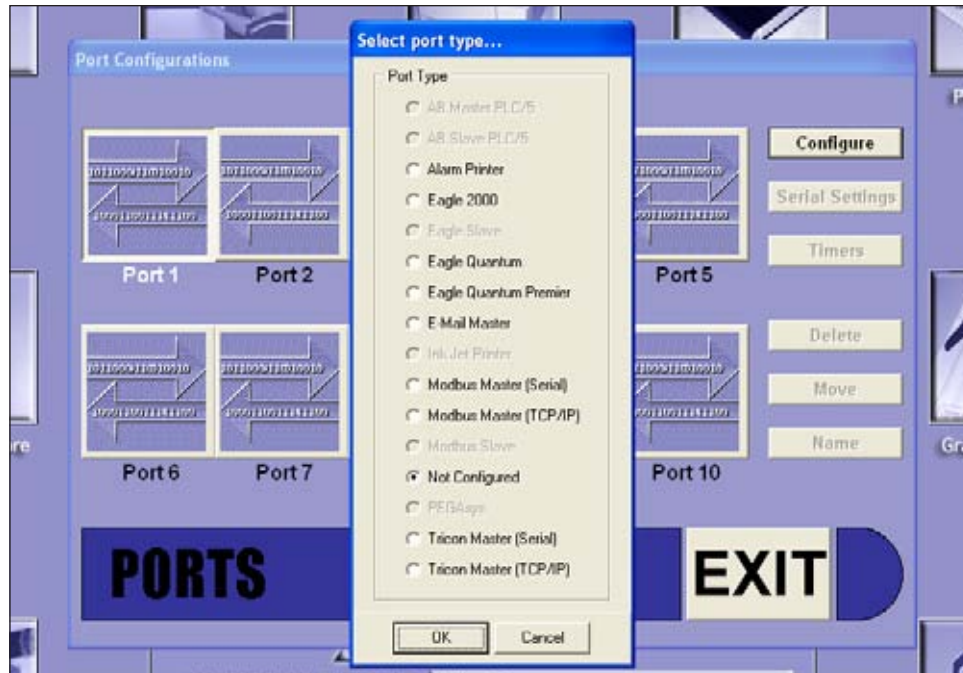 Select port type...
Port Configurations
Port Type
AB Master PLC/5
AB Slave PLC/5
Alarm Printer
Eagle 2000
Eagle Slave
Eagle Quantum
Eagle Quantum Premier
E-Mail Master
Ink Jet Printer
Modbus Master (Serial)
Modbus Master (TCP/IP)
Modbus Slave
Not Configured
PEGAsys
Tricon Master (Serial)
Tricon Master (TCP/IP)
OK Cancel
Port 1 Port 2 Port 5
Port 6 Port 7 Port 10
Configure
Serial Settings
Timers
Delete
Move
Name
PORTS EXIT